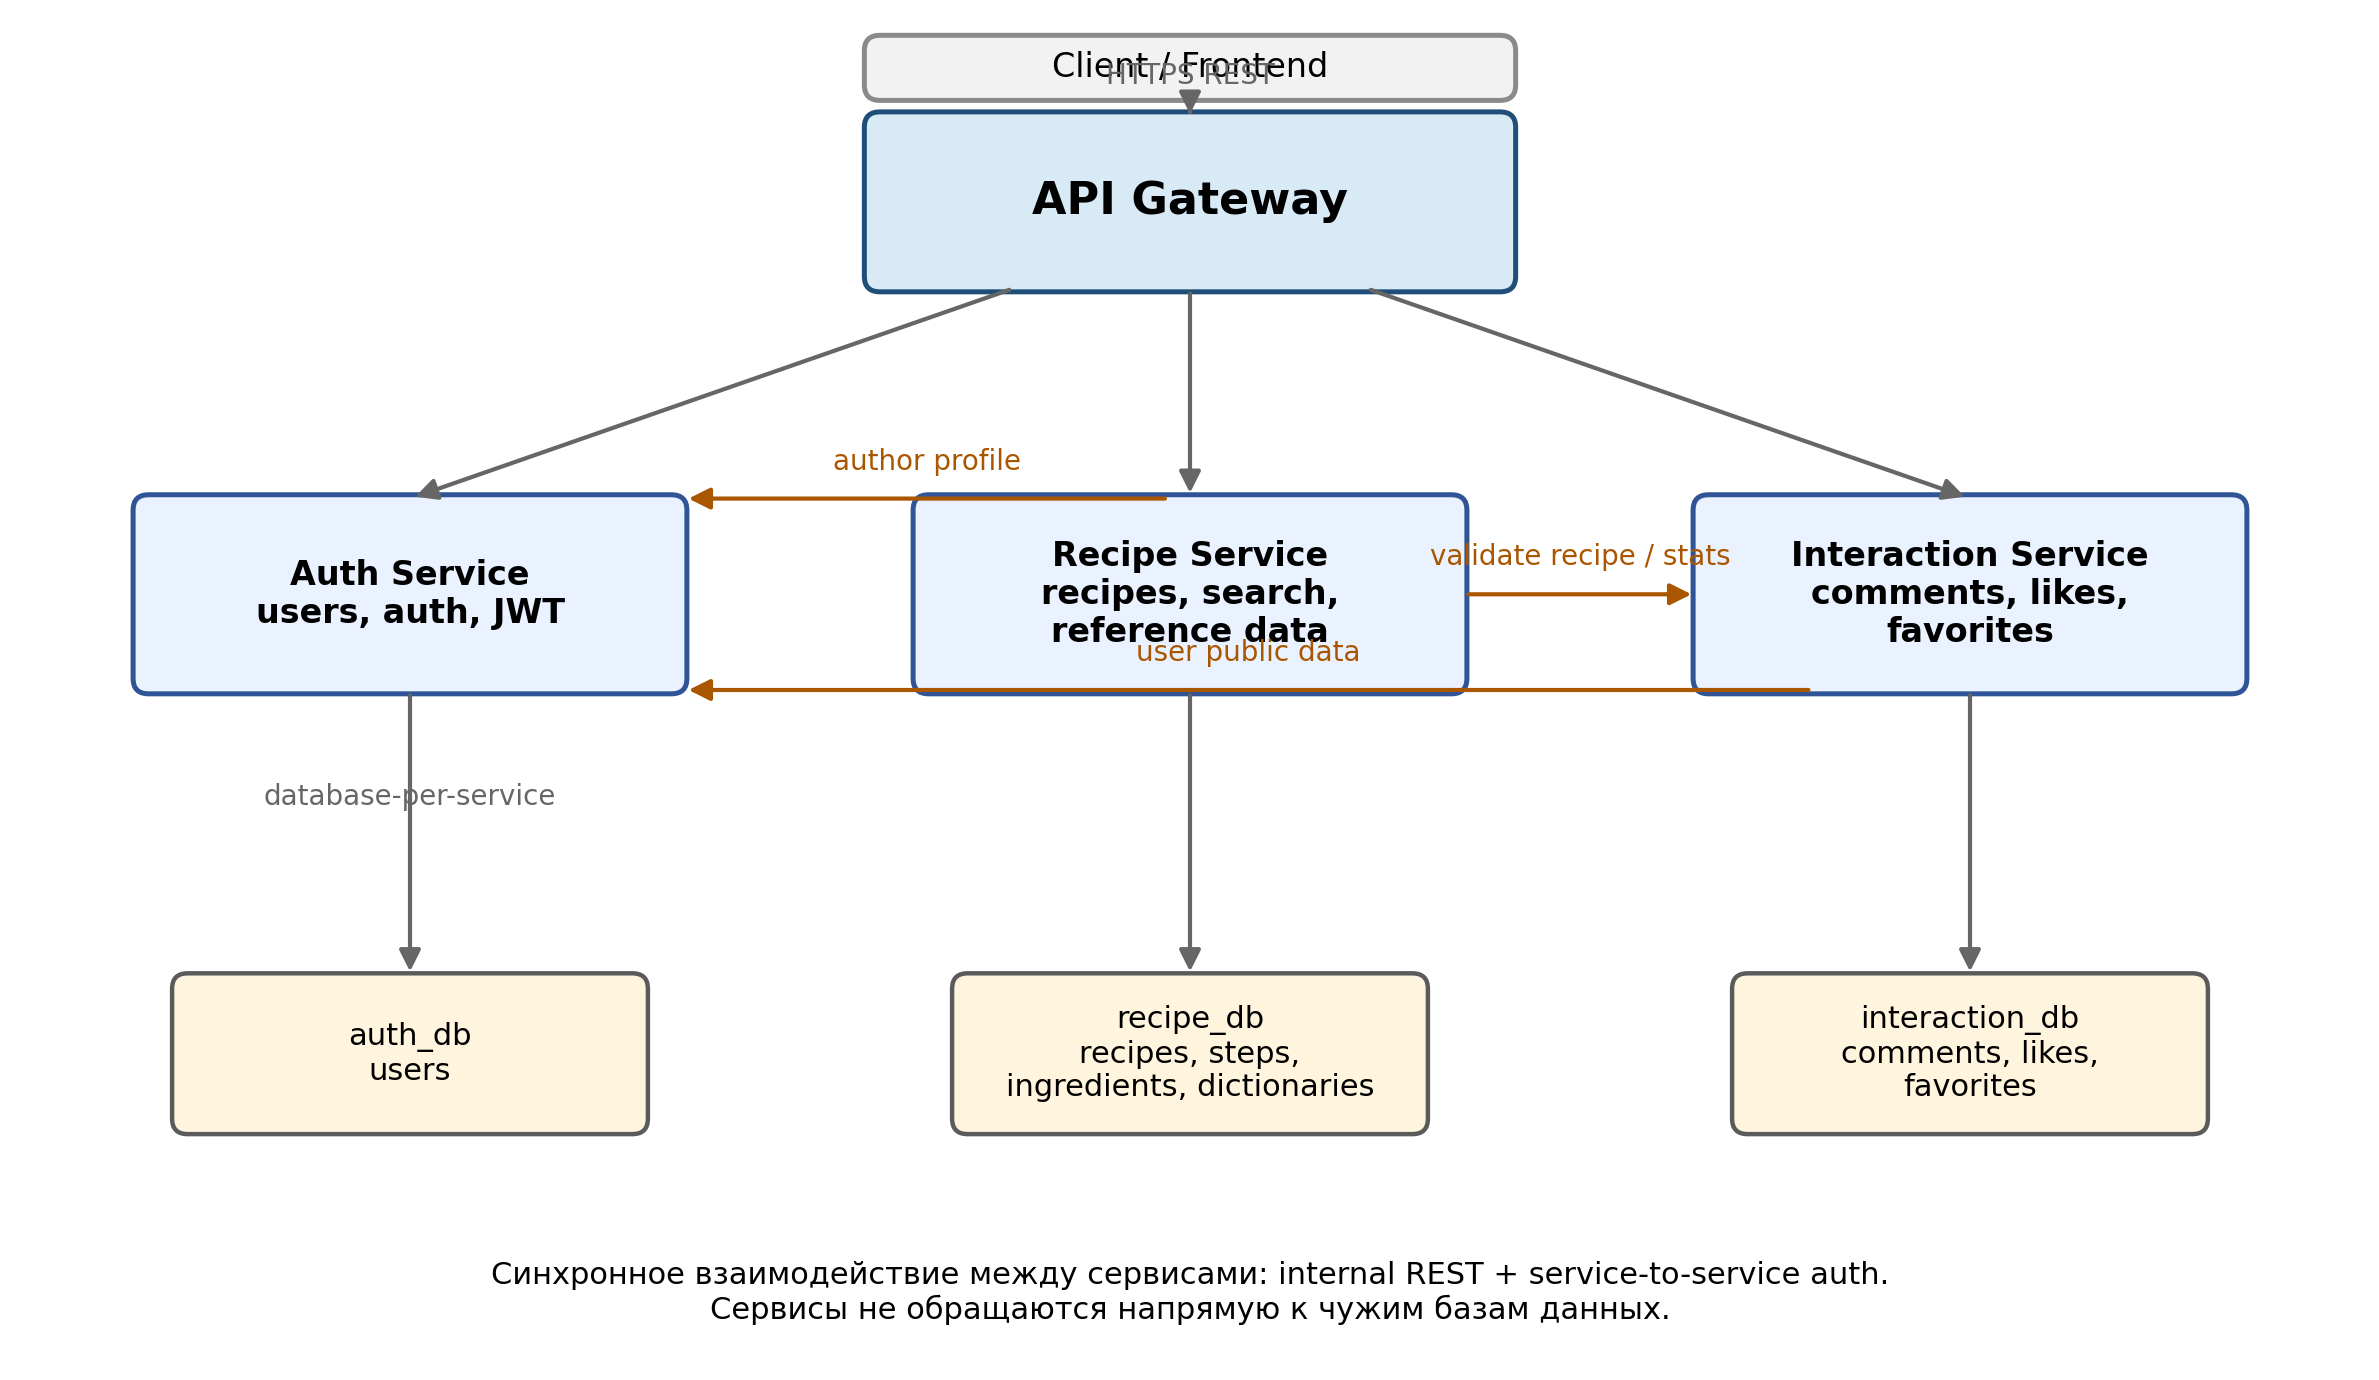 Client / Frontend
HTTPS REST
API Gateway
author profile
Auth Service
users, auth, JWT
Recipe Service
recipes, search,
reference data
validate recipe / stats
Interaction Service
comments, likes,
favorites
user public data
database-per-service
auth_db
users
recipe_db
recipes, steps,
ingredients, dictionaries
interaction_db
comments, likes,
favorites
Синхронное взаимодействие между сервисами: internal REST + service-to-service auth.
Сервисы не обращаются напрямую к чужим базам данных.